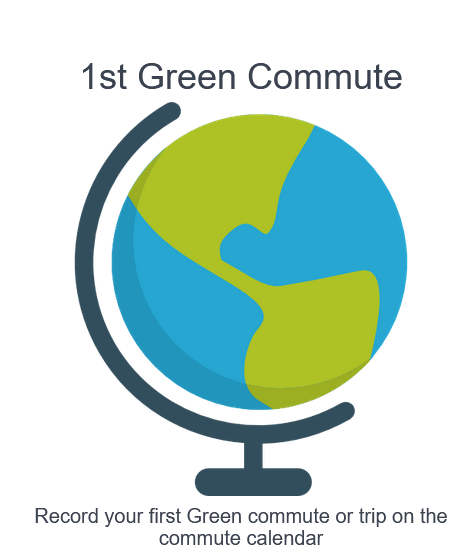 1st Green Commute
Record your first Green commute or trip on the
commute calendar